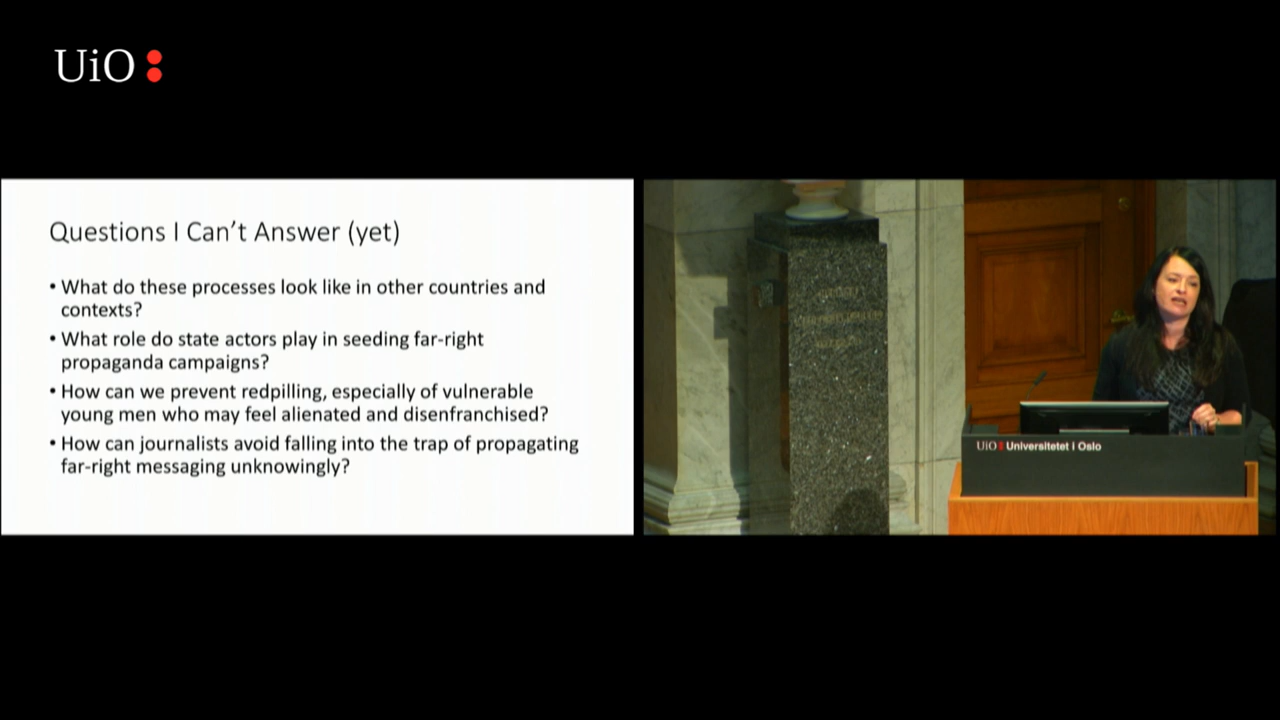 UiO:
Questions I Can't Answer (yet)
• What do these processes look like in other countries and
contexts?
• What role do state actors play in seeding far-right
propaganda campaigns?
• How can we prevent redpilling, especially of vulnerable
young men who may feel alienated and disenfranchised?
• How can journalists avoid falling into the trap of propagating
far-right messaging unknowingly?
UiO: Universitetet i Oslo